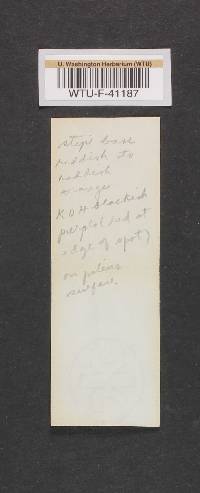 U. Washington Herbarium (WTU)
WTU-F-41187
stipe base
reddish to
reddish
orange
KOH blackish
purple (red at
edge of spot)
on pileus
surface.